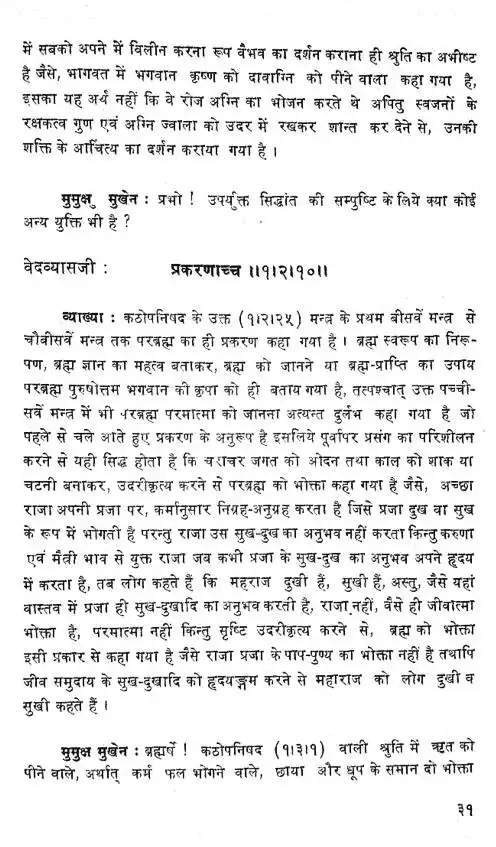 में सबको अपने में विलीन करना रूप वैभव का दर्शन कराना ही श्रुति का अभीष्ट
है जैसे, भागवत में भगवान कृष्ण को दावाग्नि को पीने वाला कहा गया है,
इसका यह अर्थ नहीं कि वे रोज अग्नि का भोजन करते थे अपितु स्वजनों के
रक्षकत्व गुण एवं अग्नि ज्वाला को उदर में रखकर शान्त कर देने से, उनकी
शक्ति के आचित्य का दर्शन कराया गया है ।
मुमुक्षु मुखेन : प्रभो ! उपर्युक्त सिद्धांत की सम्पुष्टि के लिये क्या कोई
अन्य युक्ति भी है ?
वेदव्यासजी : प्रकरणाच्च ।।१।२।१०।।
व्याख्या : कठोपनिषद के उक्त (१।२।२५) मन्त्र के प्रथम बीसवें मन्त्र से
चौबीसवें मन्त्र तक परब्रह्म का ही प्रकरण कहा गया है । ब्रह्म स्वरूप का निरू-
पण, ब्रह्म ज्ञान का महत्व बताकर, ब्रह्म को जानने या ब्रह्म-प्राप्ति का उपाय
परब्रह्म पुरुषोत्तम भगवान की कृपा को ही बताय गया है, तत्पश्चात् उक्त पच्ची-
सवें मन्त्र में भी परब्रह्म परमात्मा को जानना अत्यन्त दुर्लभ कहा गया है जो
पहले से चले आते हुए प्रकरण के अनुरूप है इसलिये पूर्वापर प्रसंग का परिशीलन
करने से यही सिद्ध होता है कि चराचर जगत को ओदन तथा काल को शाक या
चटनी बनाकर, उदरीकृत्य करने से परब्रह्म को भोक्ता कहा गया है जैसे, अच्छा
राजा अपनी प्रजा पर, कर्मानुसार निग्रह-अनुग्रह करता है जिसे प्रजा दुख वा सुख
के रूप में भोगती है परन्तु राजा उस सुख-दुख का अनुभव नहीं करता किन्तु करुणा
एवं मैत्री भाव से युक्त राजा जब कभी प्रजा के सुख-दुख का अनुभव अपने हृदय
में करता है, तब लोग कहते हैं कि महराज दुखी हैं, सुखी हैं, अस्तु, जैसे यहां
वास्तव में प्रजा ही सुख-दुखादि का अनुभव करती है, राजा नहीं, वैसे ही जीवात्मा
भोक्ता है, परमात्मा नहीं किन्तु सृष्टि उदरीकृत्य करने से, ब्रह्म को भोक्ता
इसी प्रकार से कहा गया है जैसे राजा प्रजा के पाप-पुण्य का भोक्ता नहीं है तथापि
जीव समुदाय के सुख-दुखादि को हृदयङ्गम करने से महाराज को लोग दुखी व
सुखी कहते हैं ।
मुमुक्ष मुखेन : ब्रह्मर्षे ! कठोपनिषद (१।३।१) वाली श्रुति में ऋत को
पीने वाले, अर्थात् कर्म फल भोगने वाले, छाया और धूप के समान दो भोक्ता
३१